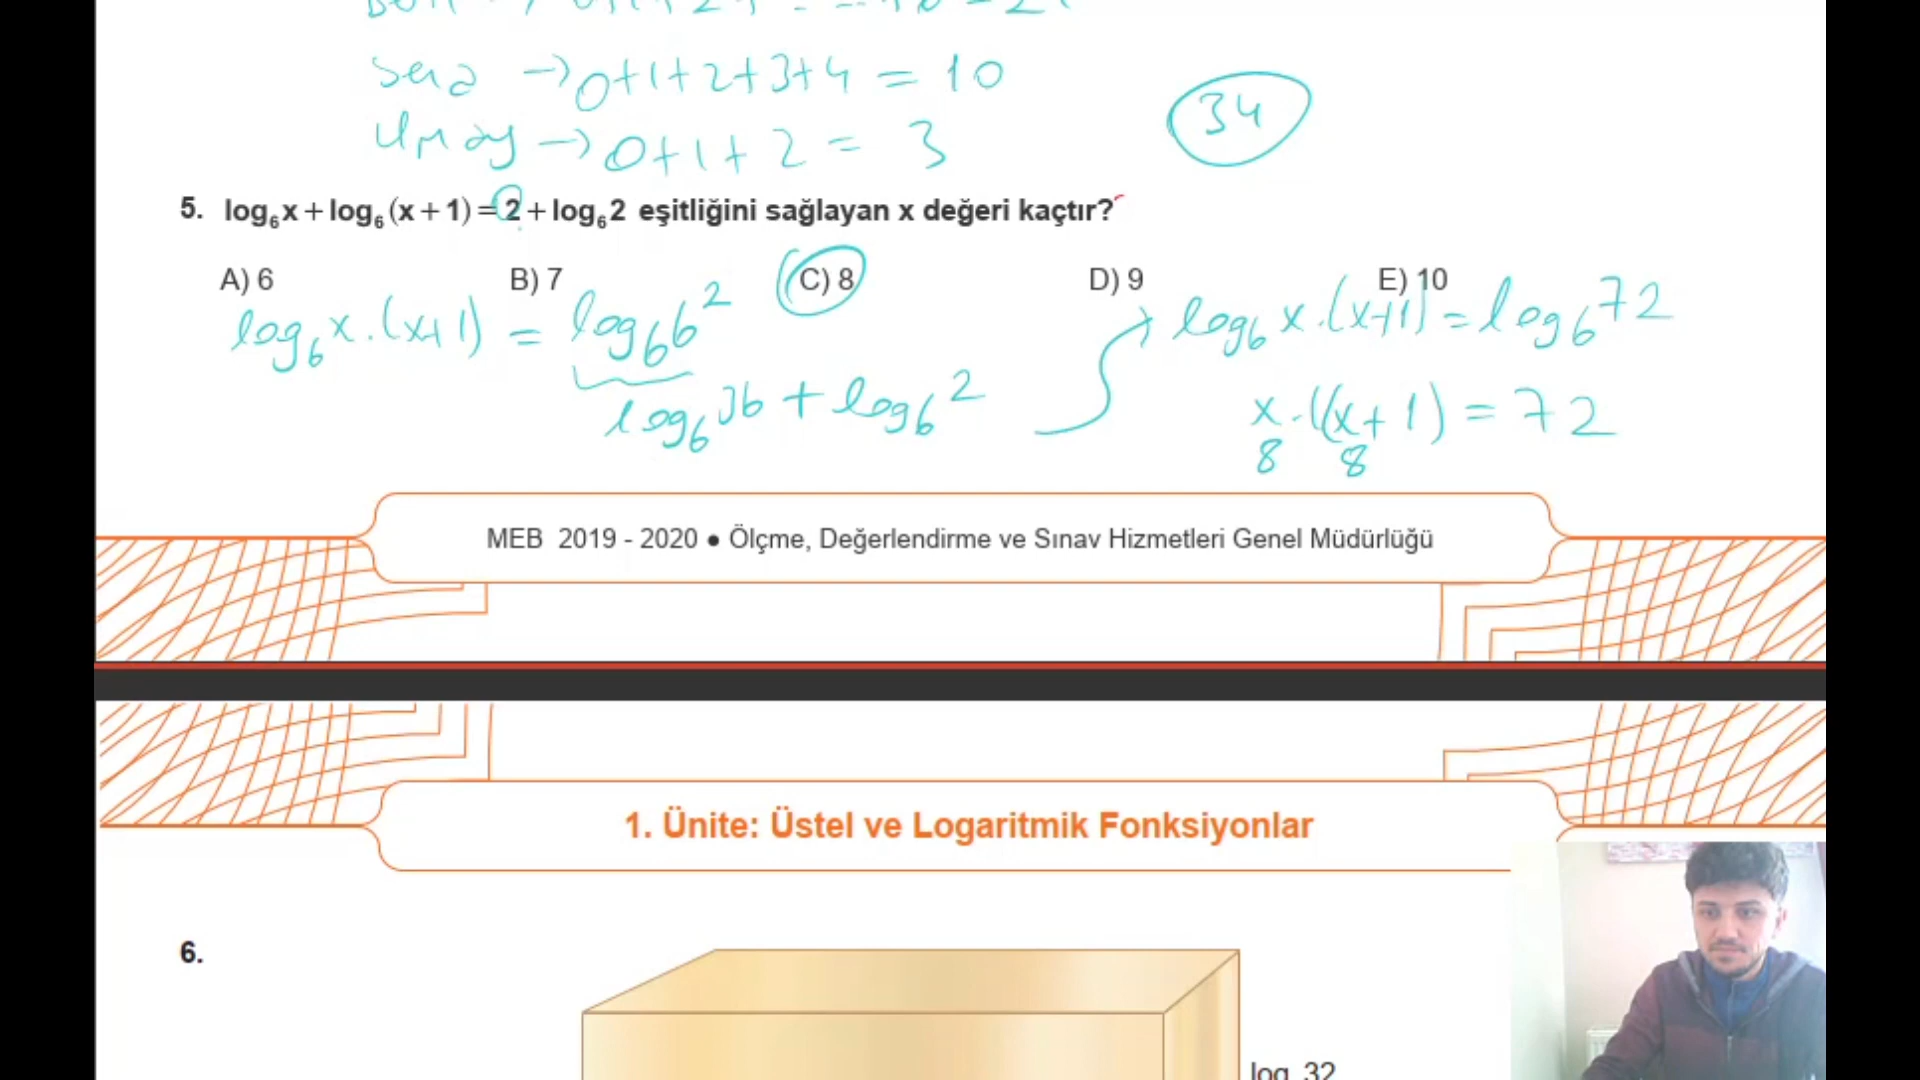 Sena → 0+1+2+3+4 = 10
34
Umay → 0+1+2 = 3
5. log₆x + log₆(x + 1) = 2 + log₆2 eşitliğini sağlayan x değeri kaçtır?
A) 6 B) 7 C) 8 D) 9 E) 10
log₆x.(x+1) = log₆6²
log₆x.(x+1) = log₆72
log₆36 + log₆2
x.(x+1) = 72
8 8
MEB 2019 - 2020 ● Ölçme, Değerlendirme ve Sınav Hizmetleri Genel Müdürlüğü
1. Ünite: Üstel ve Logaritmik Fonksiyonlar
6.
log 32